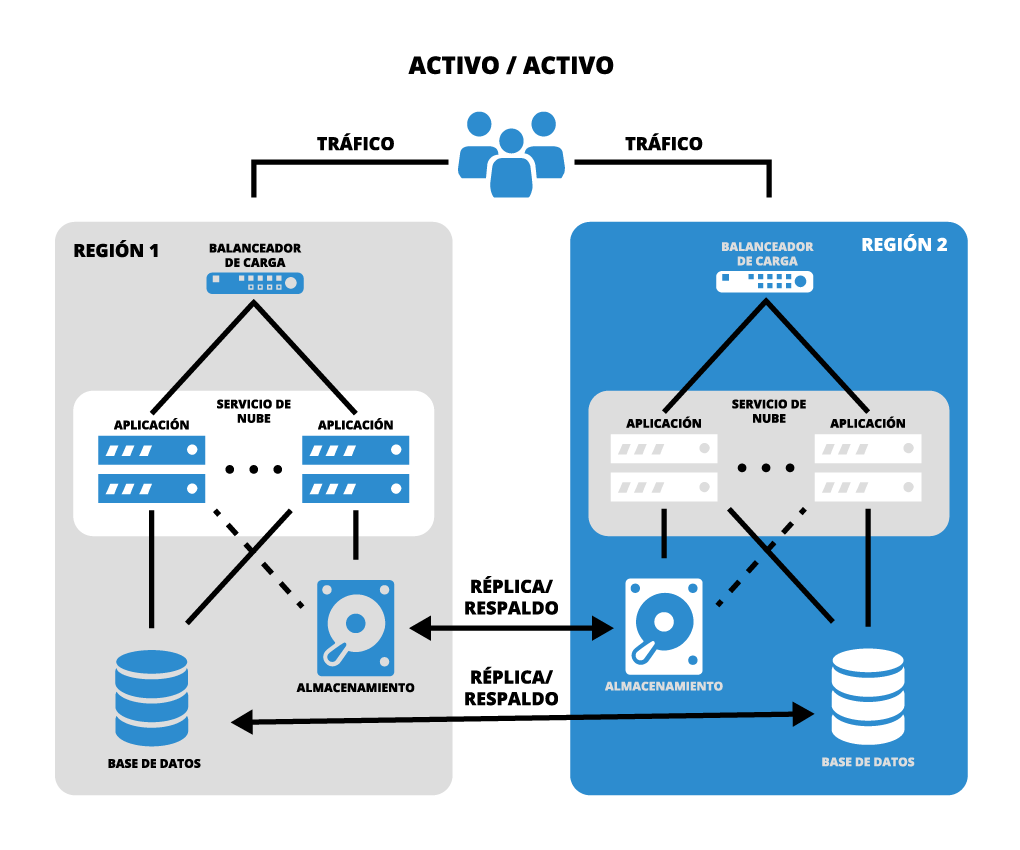 ACTIVO / ACTIVO
TRÁFICO
TRÁFICO
REGIÓN 1
BALANCEADOR
DE CARGA
SERVICIO DE
NUBE
APLICACIÓN
APLICACIÓN
ALMACENAMIENTO
BASE DE DATOS
RÉPLICA/
RESPALDO
RÉPLICA/
RESPALDO
REGIÓN 2
BALANCEADOR
DE CARGA
SERVICIO DE
NUBE
APLICACIÓN
APLICACIÓN
ALMACENAMIENTO
BASE DE DATOS